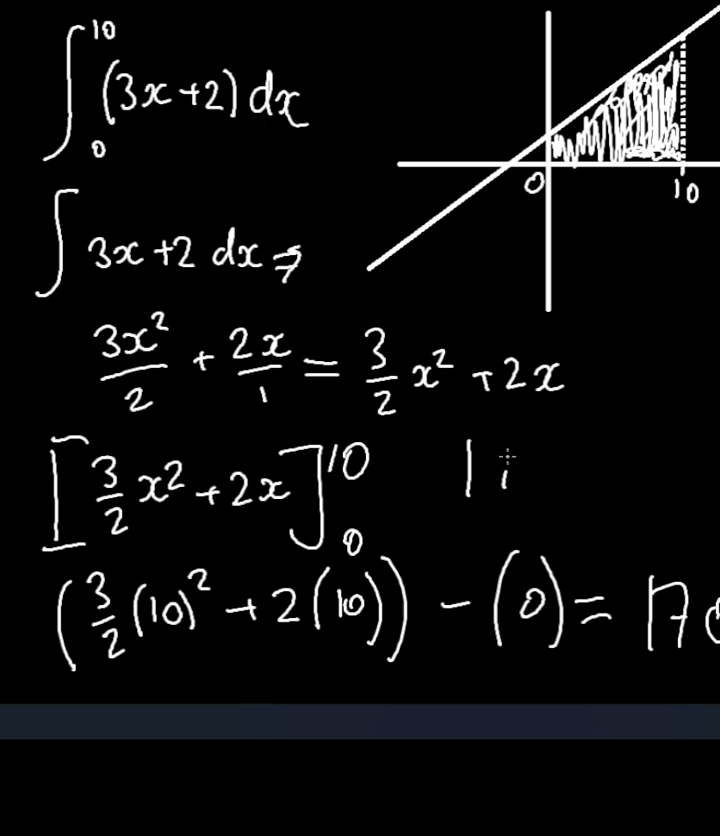 ∫₀¹⁰ (3x+2) dx
0 10
∫ 3x+2 dx ⇒
3x²/2 + 2x/1 = 3/2 x² + 2x
[3/2 x² + 2x]₀¹⁰
(3/2 (10)² + 2(10)) - (0) = 17